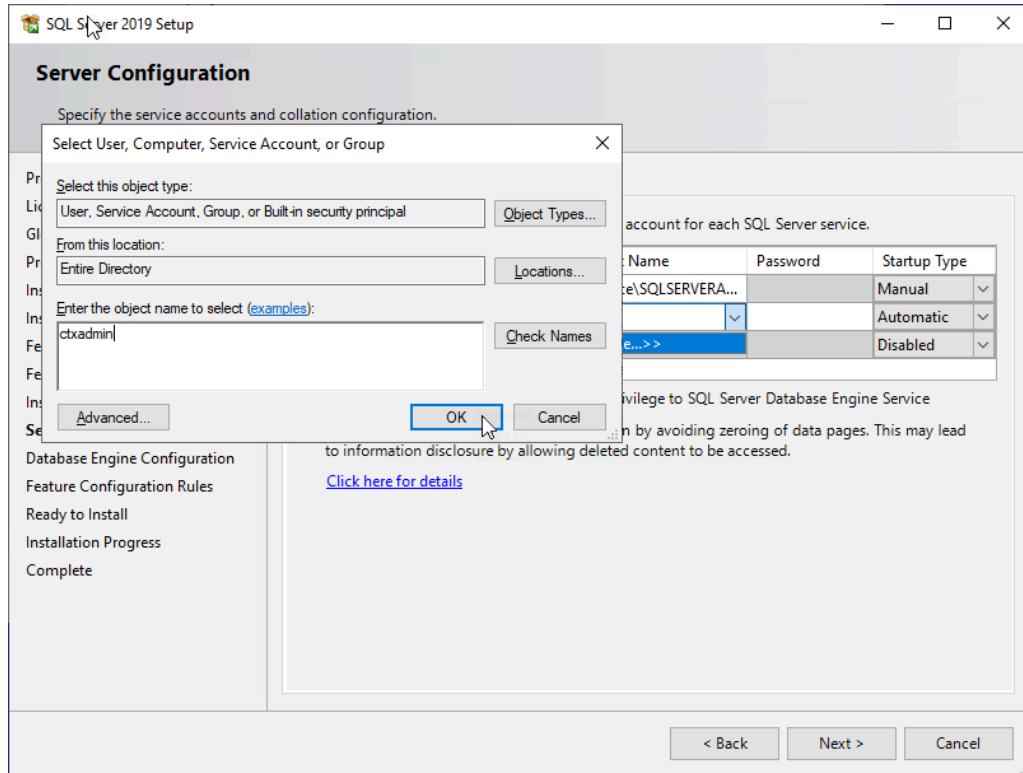 SQL Server 2019 Setup
Server Configuration
Specify the service accounts and collation configuration.
Select User, Computer, Service Account, or Group
Select this object type:
User, Service Account, Group, or Built-in security principal
Object Types...
From this location:
Entire Directory
Locations...
Enter the object name to select (examples):
ctxadmin
Check Names
Advanced...
OK
Cancel
account for each SQL Server service.
Name
Password
Startup Type
Manual
Automatic
Disabled
to SQL Server Database Engine Service
by avoiding zeroing of data pages. This may lead
to information disclosure by allowing deleted content to be accessed.
Click here for details
Database Engine Configuration
Feature Configuration Rules
Ready to Install
Installation Progress
Complete
< Back
Next >
Cancel